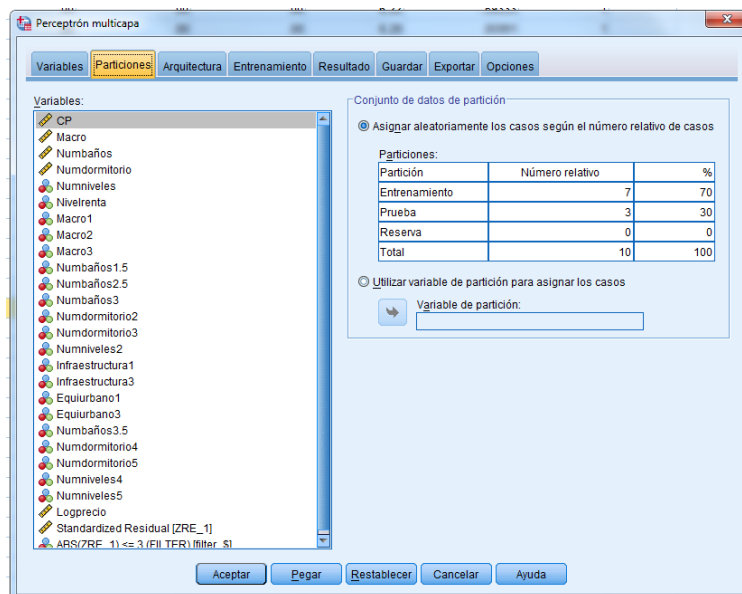 Perceptrón multicapa
Variables Particiones Arquitectura Entrenamiento Resultado Guardar Exportar Opciones
Variables:
CP
Macro
Numbaños
Numdormitorio
Numniveles
Nivelrenta
Macro1
Macro2
Macro3
Numbaños1.5
Numbaños2.5
Numbaños3
Numdormitorio2
Numdormitorio3
Numniveles2
Infraestructura1
Infraestructura3
Equiurbano1
Equiurbano3
Numbaños3.5
Numdormitorio4
Numdormitorio5
Numniveles4
Numniveles5
Logprecio
Standardized Residual [ZRE_1]
ABS(ZRE_1) <= 3 (FILTER) [filter_$]
Conjunto de datos de partición
Asignar aleatoriamente los casos según el número relativo de casos
Particiones:
Partición Número relativo %
Entrenamiento 7 70
Prueba 3 30
Reserva 0 0
Total 10 100
Utilizar variable de partición para asignar los casos
Variable de partición:
Aceptar Pegar Restablecer Cancelar Ayuda